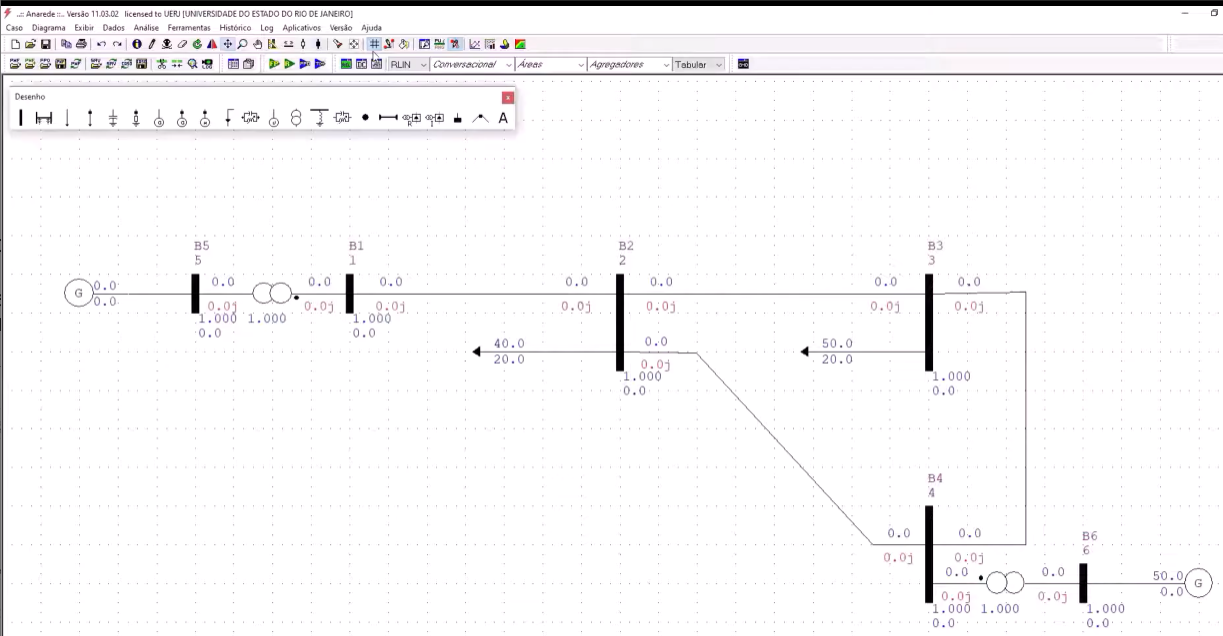 ..:: Anarede ::.. Versão 11.03.02 licensed to UERJ [UNIVERSIDADE DO ESTADO DO RIO DE JANEIRO]
Caso Diagrama Exibir Dados Análise Ferramentas Histórico Log Aplicativos Versão Ajuda
RLIN Conversacional Áreas Agregadores Tabular
Desenho x
A
B5 B1 B2 B3
5 1 2 3
G 0.0 0.0 0.0 0.0 0.0 0.0 0.0 0.0
0.0 0.0j 0.0j 0.0j 0.0j 0.0j 0.0j 0.0j
1.000 1.000 1.000
0.0 0.0
40.0 0.0 50.0
20.0 0.0j 20.0
1.000 1.000
0.0 0.0
B4
4
0.0 0.0 B6
0.0j 0.0j 6
0.0 0.0 50.0 G
0.0j 0.0j 0.0
1.000 1.000 1.000
0.0 0.0